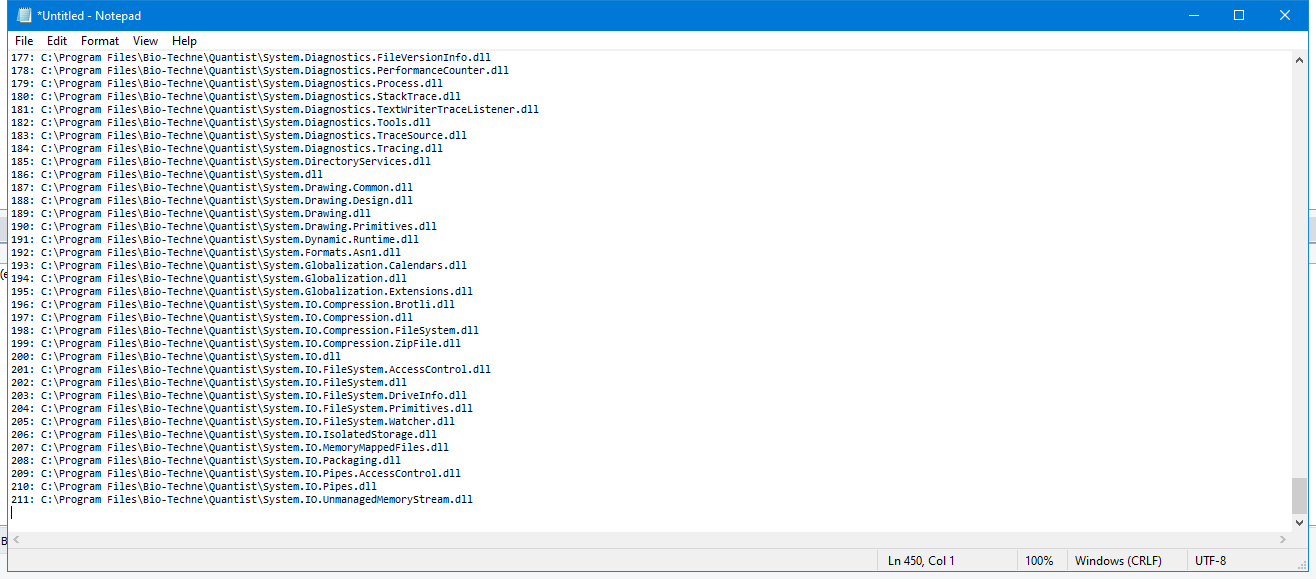 *Untitled - Notepad
File Edit Format View Help
177: C:\Program Files\Bio-Techne\Quantist\System.Diagnostics.FileVersionInfo.dll
178: C:\Program Files\Bio-Techne\Quantist\System.Diagnostics.PerformanceCounter.dll
179: C:\Program Files\Bio-Techne\Quantist\System.Diagnostics.Process.dll
180: C:\Program Files\Bio-Techne\Quantist\System.Diagnostics.StackTrace.dll
181: C:\Program Files\Bio-Techne\Quantist\System.Diagnostics.TextWriterTraceListener.dll
182: C:\Program Files\Bio-Techne\Quantist\System.Diagnostics.Tools.dll
183: C:\Program Files\Bio-Techne\Quantist\System.Diagnostics.TraceSource.dll
184: C:\Program Files\Bio-Techne\Quantist\System.Diagnostics.Tracing.dll
185: C:\Program Files\Bio-Techne\Quantist\System.DirectoryServices.dll
186: C:\Program Files\Bio-Techne\Quantist\System.dll
187: C:\Program Files\Bio-Techne\Quantist\System.Drawing.Common.dll
188: C:\Program Files\Bio-Techne\Quantist\System.Drawing.Design.dll
189: C:\Program Files\Bio-Techne\Quantist\System.Drawing.dll
190: C:\Program Files\Bio-Techne\Quantist\System.Drawing.Primitives.dll
191: C:\Program Files\Bio-Techne\Quantist\System.Dynamic.Runtime.dll
192: C:\Program Files\Bio-Techne\Quantist\System.Formats.Asn1.dll
193: C:\Program Files\Bio-Techne\Quantist\System.Globalization.Calendars.dll
194: C:\Program Files\Bio-Techne\Quantist\System.Globalization.dll
195: C:\Program Files\Bio-Techne\Quantist\System.Globalization.Extensions.dll
196: C:\Program Files\Bio-Techne\Quantist\System.IO.Compression.Brotli.dll
197: C:\Program Files\Bio-Techne\Quantist\System.IO.Compression.dll
198: C:\Program Files\Bio-Techne\Quantist\System.IO.Compression.FileSystem.dll
199: C:\Program Files\Bio-Techne\Quantist\System.IO.Compression.ZipFile.dll
200: C:\Program Files\Bio-Techne\Quantist\System.IO.dll
201: C:\Program Files\Bio-Techne\Quantist\System.IO.FileSystem.AccessControl.dll
202: C:\Program Files\Bio-Techne\Quantist\System.IO.FileSystem.dll
203: C:\Program Files\Bio-Techne\Quantist\System.IO.FileSystem.DriveInfo.dll
204: C:\Program Files\Bio-Techne\Quantist\System.IO.FileSystem.Primitives.dll
205: C:\Program Files\Bio-Techne\Quantist\System.IO.FileSystem.Watcher.dll
206: C:\Program Files\Bio-Techne\Quantist\System.IO.IsolatedStorage.dll
207: C:\Program Files\Bio-Techne\Quantist\System.IO.MemoryMappedFiles.dll
208: C:\Program Files\Bio-Techne\Quantist\System.IO.Packaging.dll
209: C:\Program Files\Bio-Techne\Quantist\System.IO.Pipes.AccessControl.dll
210: C:\Program Files\Bio-Techne\Quantist\System.IO.Pipes.dll
211: C:\Program Files\Bio-Techne\Quantist\System.IO.UnmanagedMemoryStream.dll
Ln 450, Col 1 100% Windows (CRLF) UTF-8